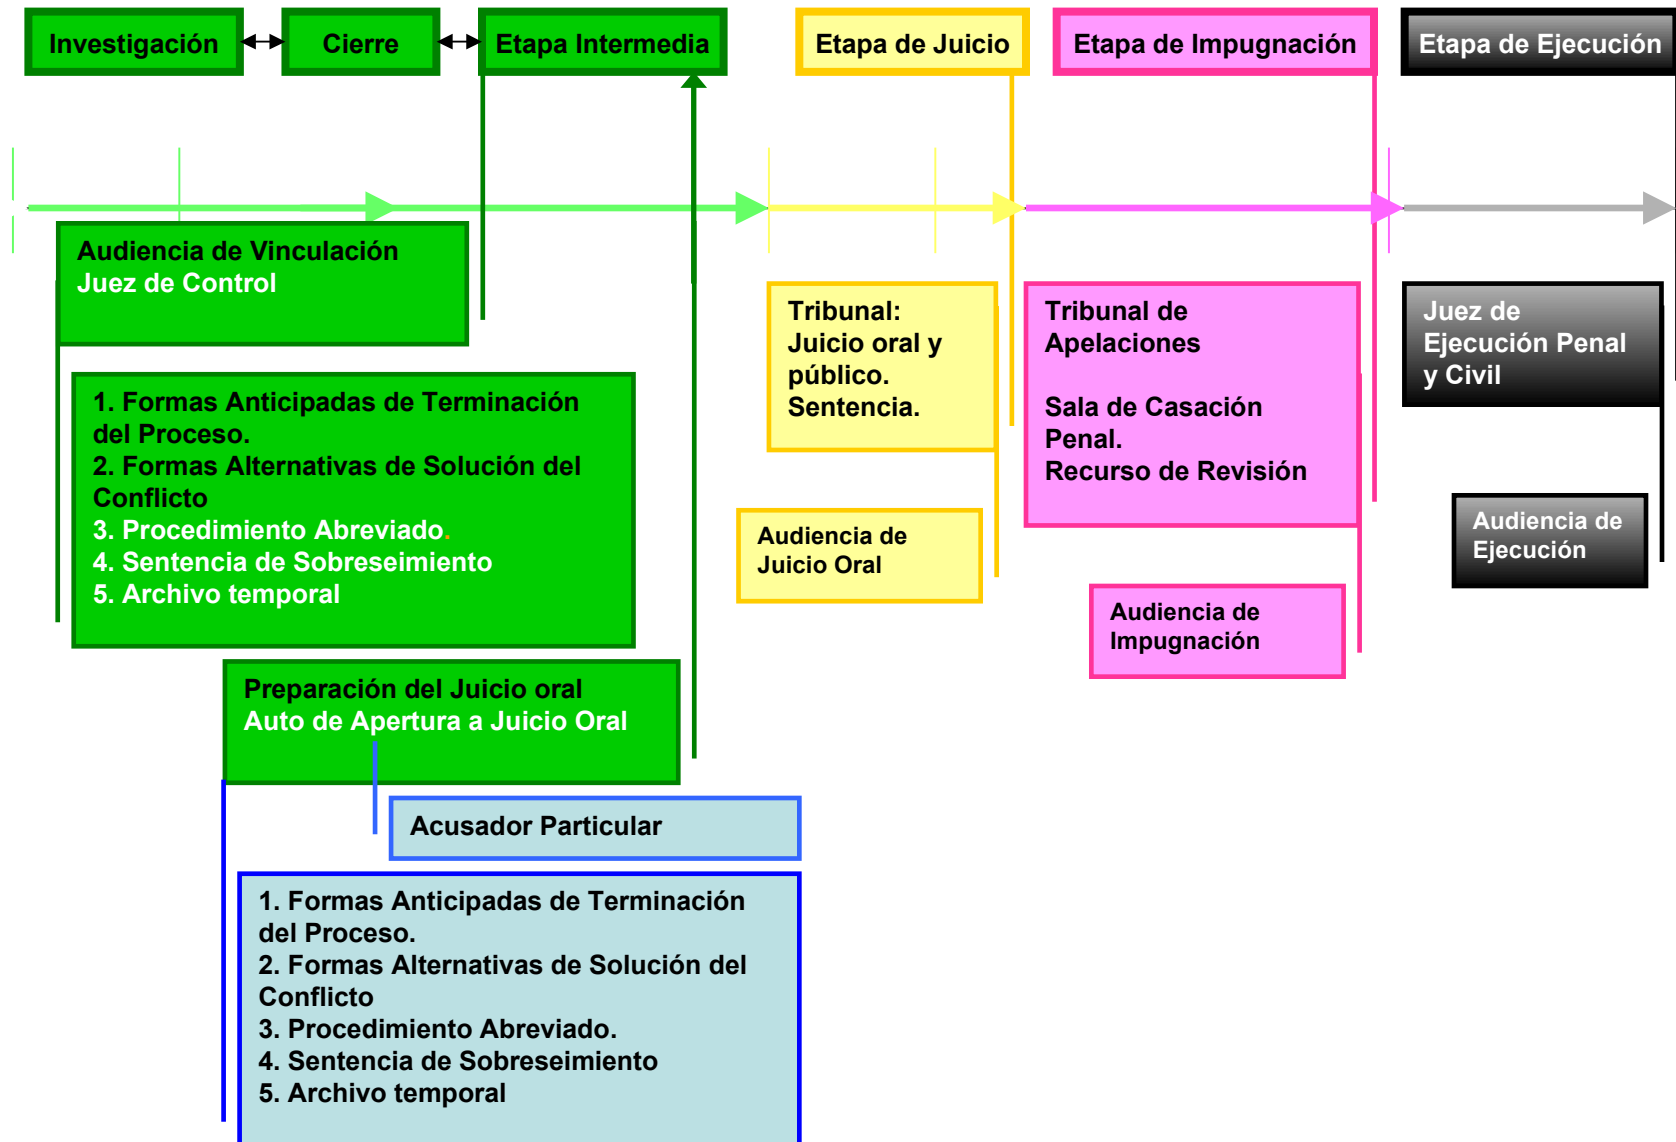 Investigación
Cierre
Etapa Intermedia
Etapa de Juicio
Etapa de Impugnación
Etapa de Ejecución
Audiencia de Vinculación
Juez de Control
1. Formas Anticipadas de Terminación
del Proceso.
2. Formas Alternativas de Solución del
Conflicto
3. Procedimiento Abreviado.
4. Sentencia de Sobreseimiento
5. Archivo temporal
Preparación del Juicio oral
Auto de Apertura a Juicio Oral
Acusador Particular
1. Formas Anticipadas de Terminación
del Proceso.
2. Formas Alternativas de Solución del
Conflicto
3. Procedimiento Abreviado.
4. Sentencia de Sobreseimiento
5. Archivo temporal
Tribunal:
Juicio oral y
público.
Sentencia.
Audiencia de
Juicio Oral
Tribunal de
Apelaciones
Sala de Casación
Penal.
Recurso de Revisión
Audiencia de
Impugnación
Juez de
Ejecución Penal
y Civil
Audiencia de
Ejecución